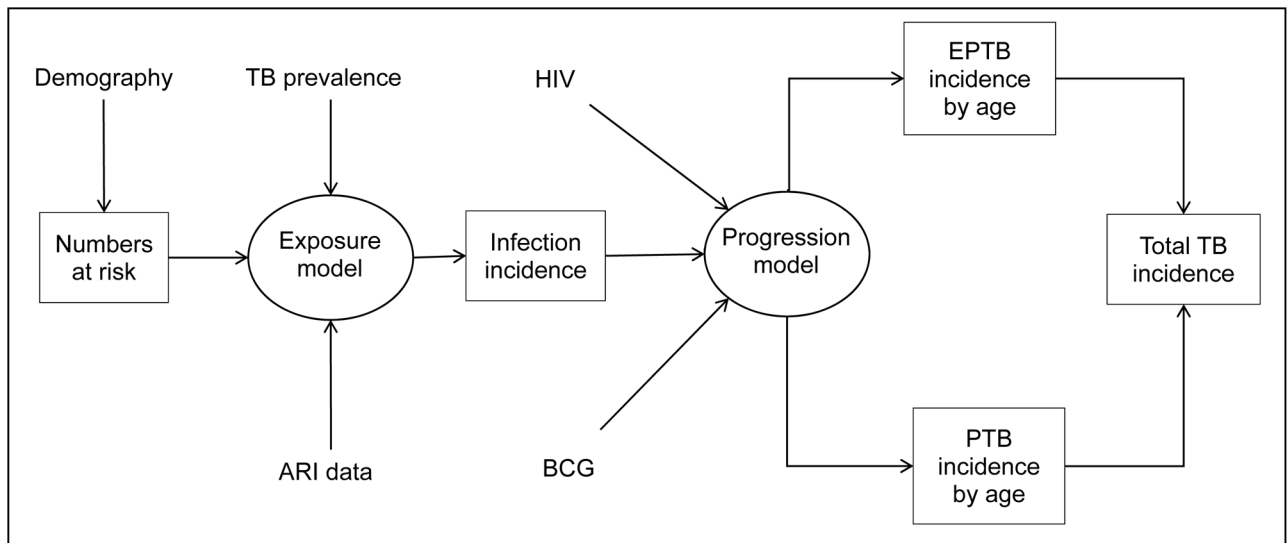 Demography
TB prevalence
HIV
EPTB
incidence
by age
Numbers
at risk
Exposure
model
Infection
incidence
Progression
model
Total TB
incidence
ARI data
BCG
PTB
incidence
by age